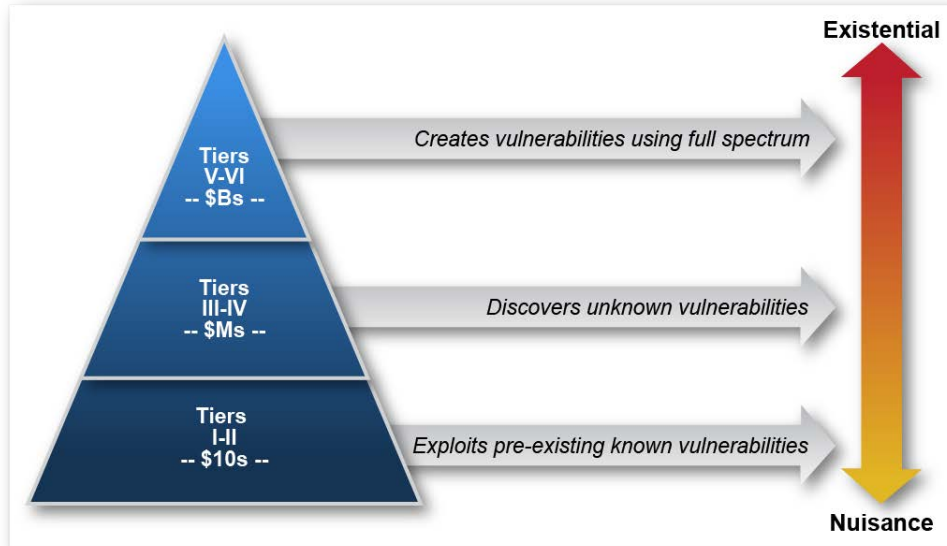 Existential
Creates vulnerabilities using full spectrum
Tiers
V-VI
-- $Bs --
Tiers
III-IV
-- $Ms --
Discovers unknown vulnerabilities
Tiers
I-II
-- $10s --
Exploits pre-existing known vulnerabilities
Nuisance